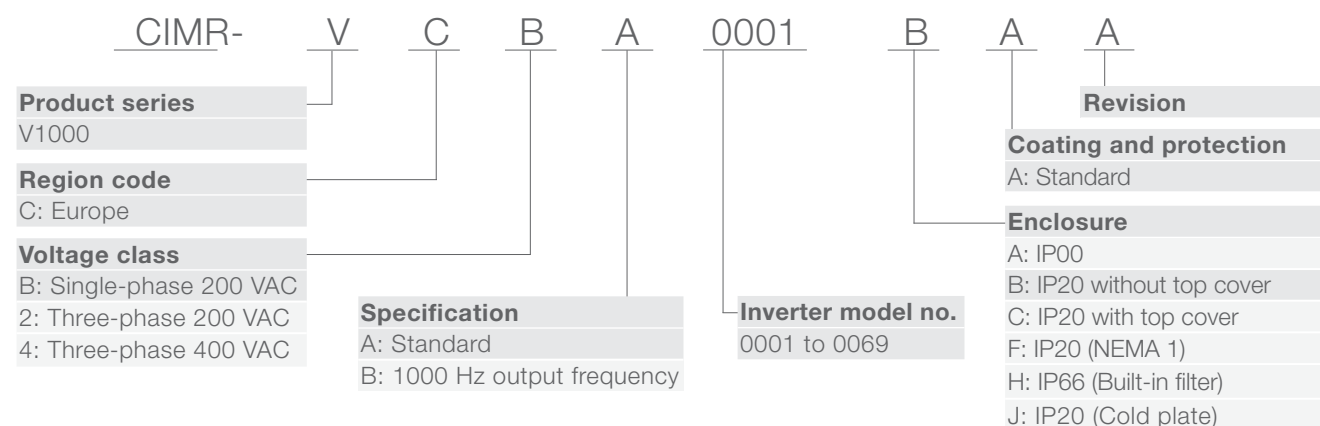 CIMR- V C B A 0001 B A A
Product series
V1000
Region code
C: Europe
Voltage class
B: Single-phase 200 VAC
2: Three-phase 200 VAC
4: Three-phase 400 VAC
Specification
A: Standard
B: 1000 Hz output frequency
Inverter model no.
0001 to 0069
Revision
Coating and protection
A: Standard
Enclosure
A: IP00
B: IP20 without top cover
C: IP20 with top cover
F: IP20 (NEMA 1)
H: IP66 (Built-in filter)
J: IP20 (Cold plate)